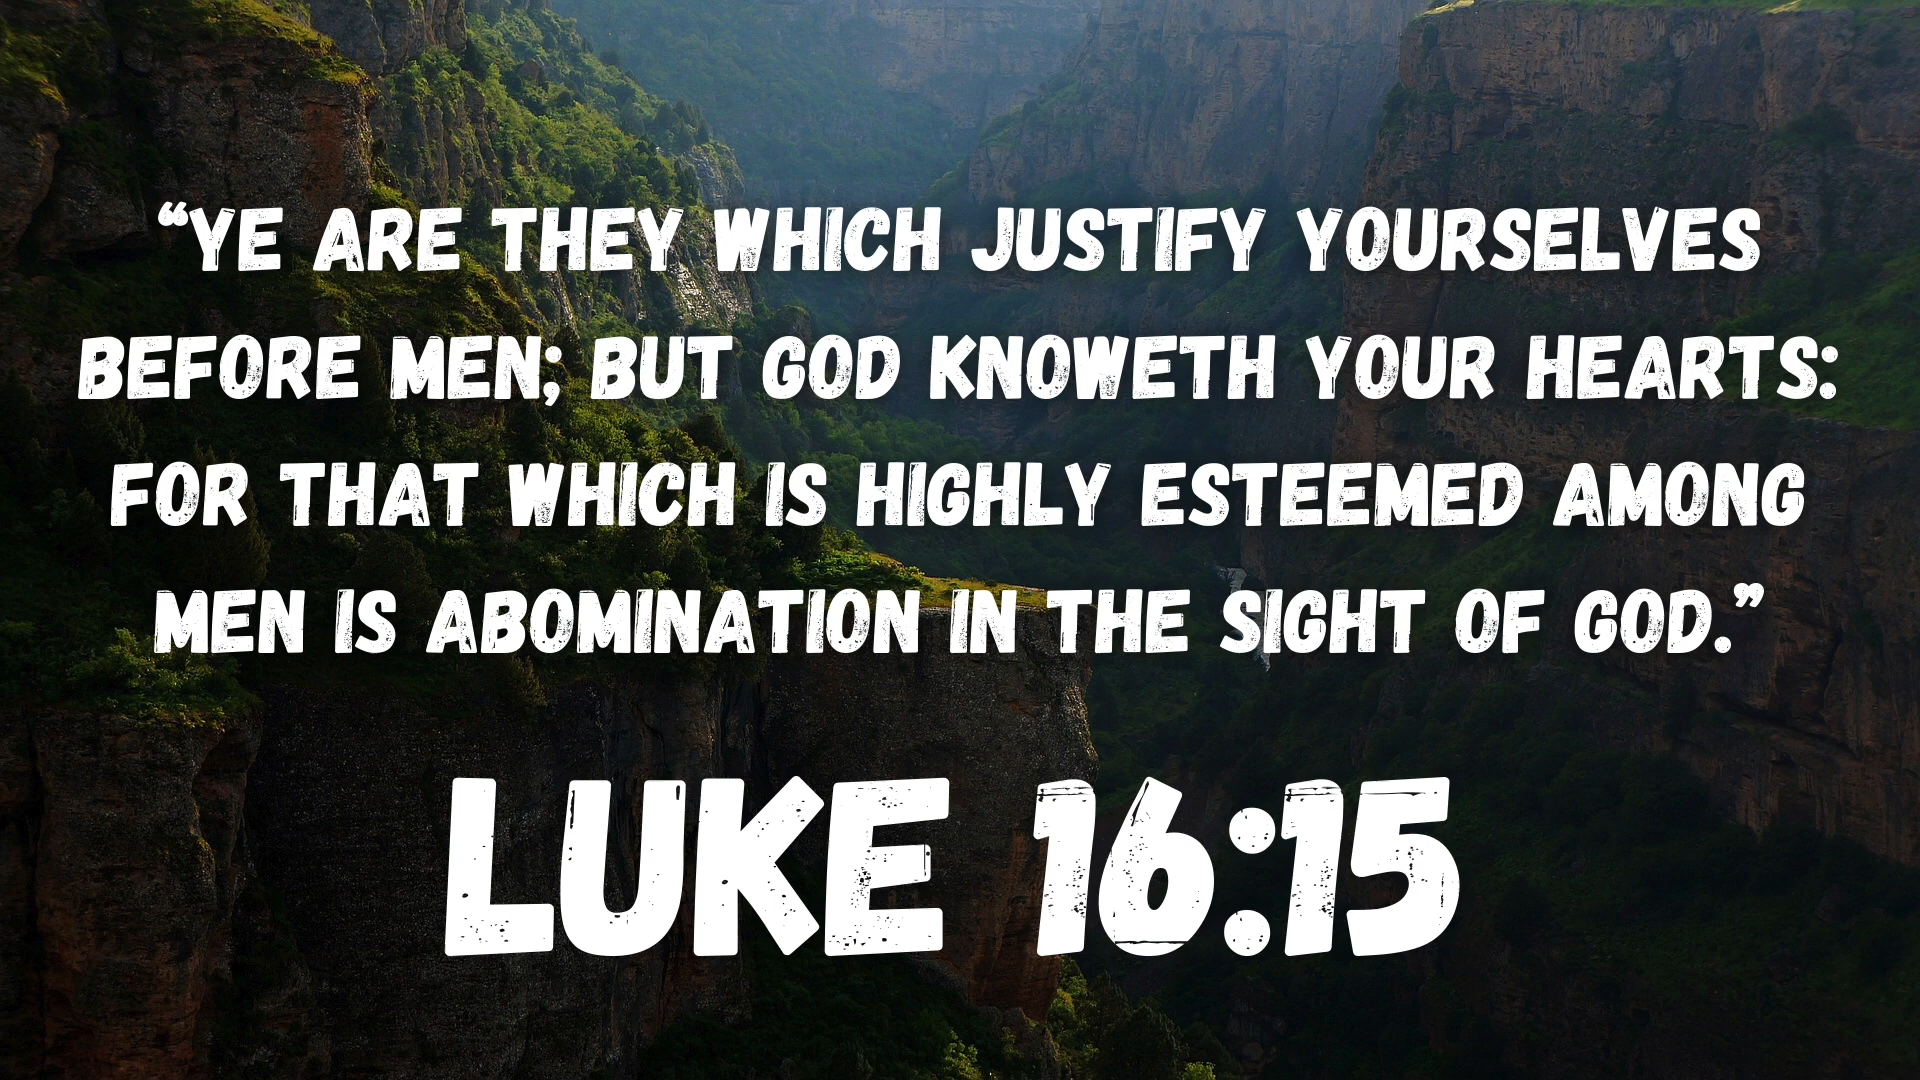 “YE ARE THEY WHICH JUSTIFY YOURSELVES
BEFORE MEN; BUT GOD KNOWETH YOUR HEARTS:
FOR THAT WHICH IS HIGHLY ESTEEMED AMONG
MEN IS ABOMINATION IN THE SIGHT OF GOD.”
LUKE 16:15